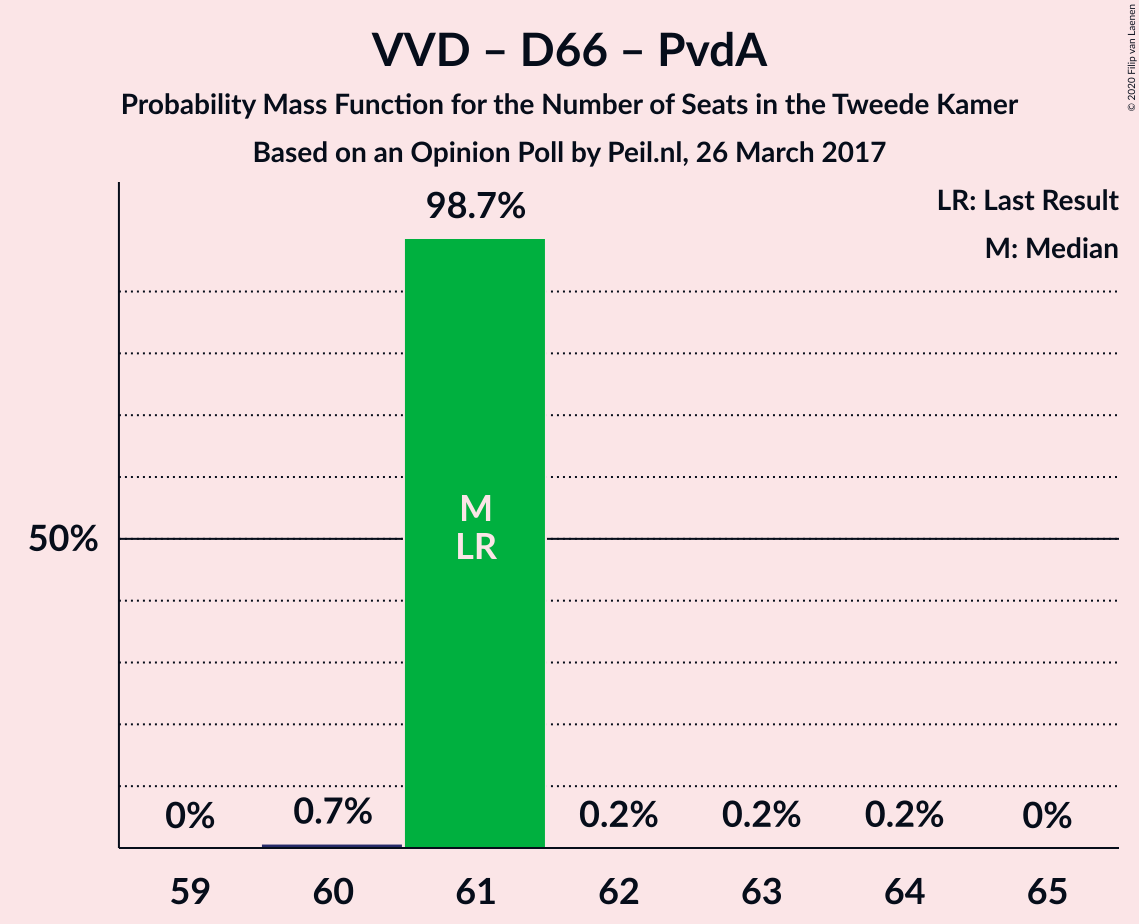 VVD – D66 – PvdA
Probability Mass Function for the Number of Seats in the Tweede Kamer
Based on an Opinion Poll by Peil.nl, 26 March 2017
© 2020 Filip van Laenen
LR: Last Result
M: Median
98.7%
M
LR
50%
0%
0.7%
0.2%
0.2%
0.2%
0%
59
60
61
62
63
64
65